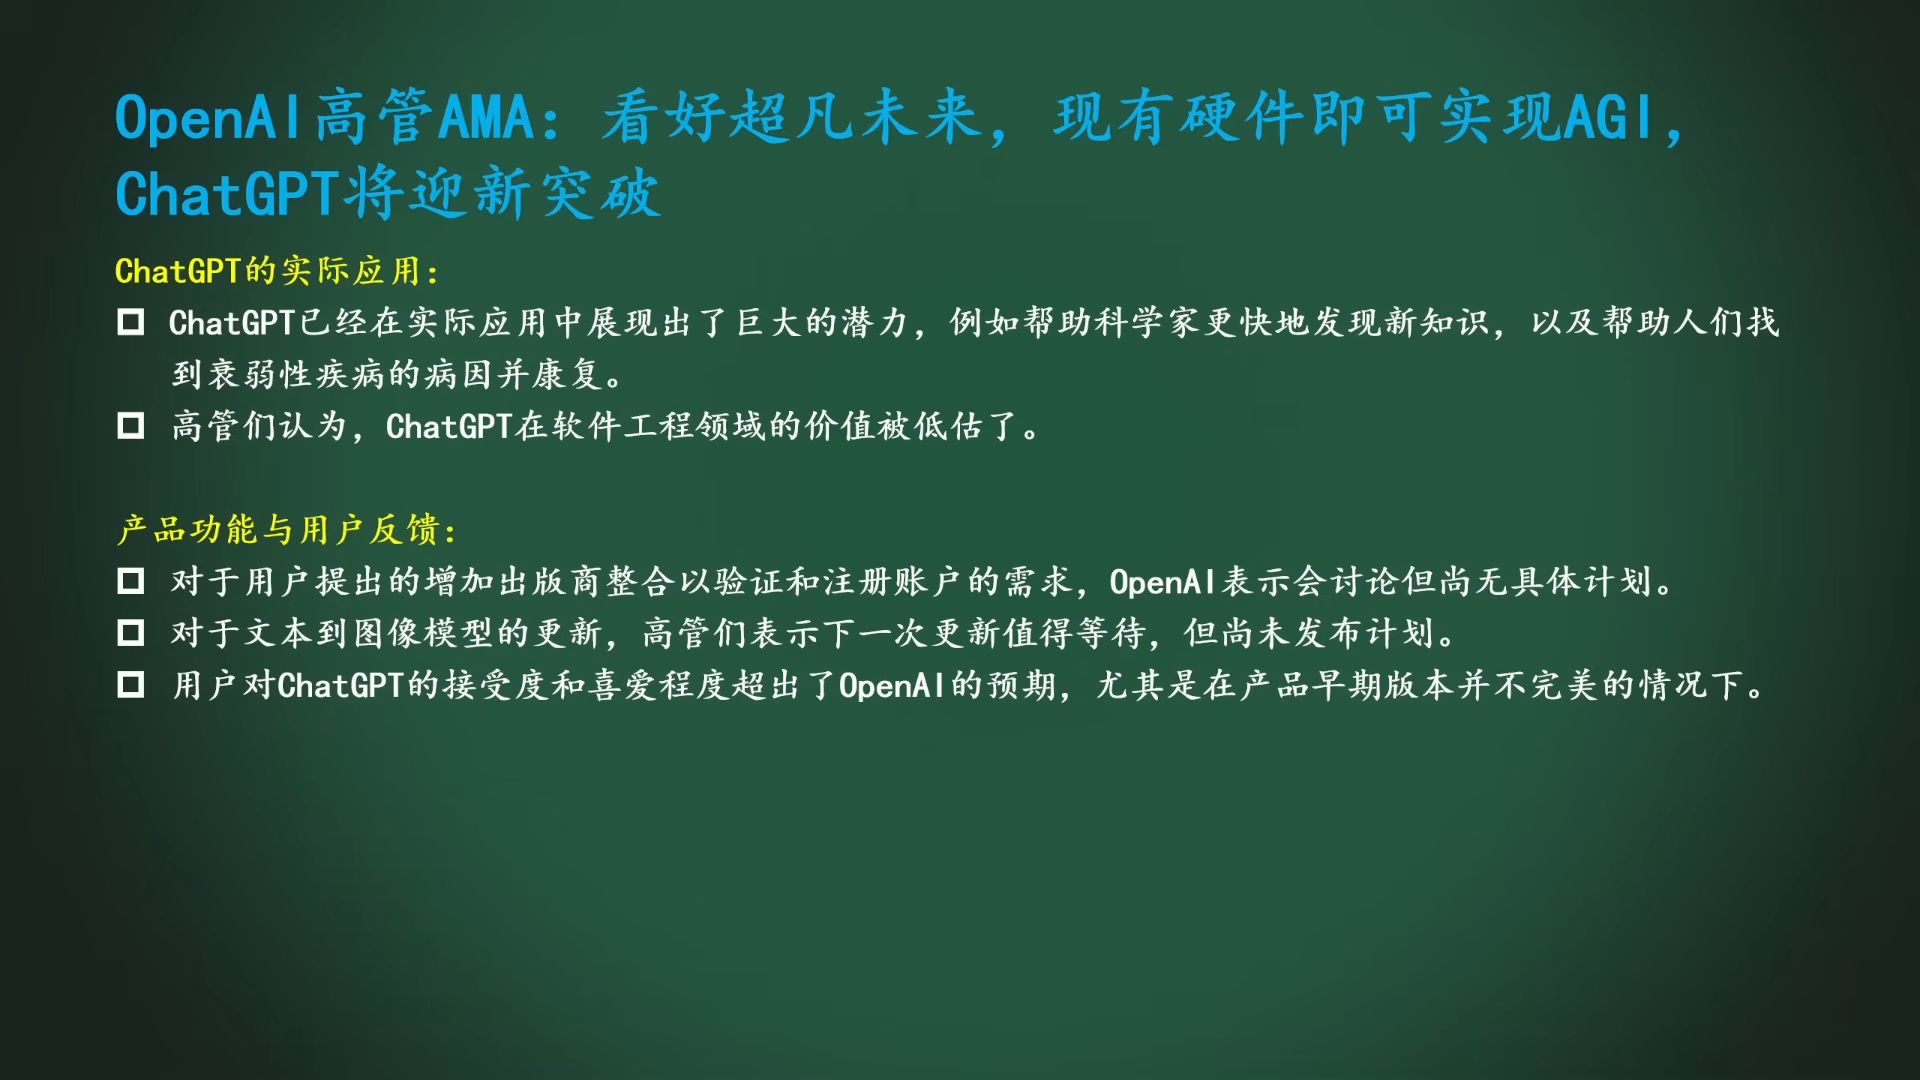 OpenAI高管AMA：看好超凡未来，现有硬件即可实现AGI，
ChatGPT将迎新突破
ChatGPT的实际应用：
ChatGPT已经在实际应用中展现出了巨大的潜力，例如帮助科学家更快地发现新知识，以及帮助人们找
到衰弱性疾病的病因并康复。
高管们认为，ChatGPT在软件工程领域的价值被低估了。
产品功能与用户反馈：
对于用户提出的增加出版商整合以验证和注册账户的需求，OpenAI表示会讨论但尚无具体计划。
对于文本到图像模型的更新，高管们表示下一次更新值得等待，但尚未发布计划。
用户对ChatGPT的接受度和喜爱程度超出了OpenAI的预期，尤其是在产品早期版本并不完美的情况下。